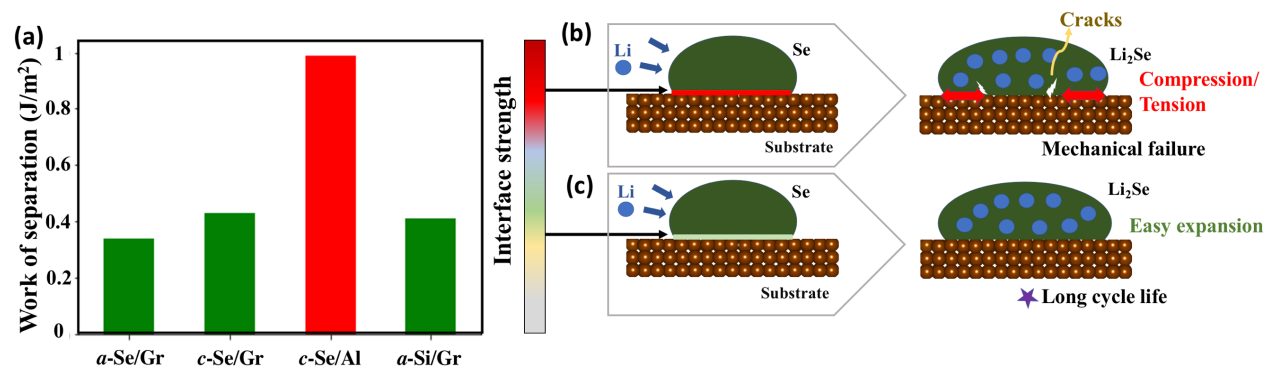 (a)
Work of separation (J/m²)
1
0.8
0.6
0.4
0.2
0
a-Se/Gr
c-Se/Gr
c-Se/Al
a-Si/Gr
Interface strength
(b)
Li
Se
Substrate
Cracks
Li₂Se
Compression/
Tension
Mechanical failure
(c)
Li
Se
Substrate
Li₂Se
Easy expansion
Long cycle life